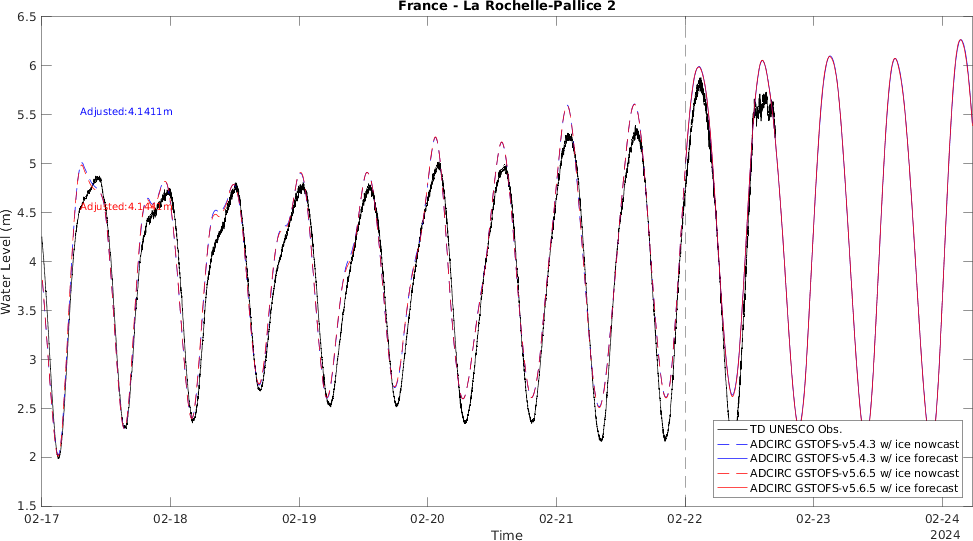 France - La Rochelle-Pallice 2
6.5
6
5.5
5
4.5
4
3.5
3
2.5
2
1.5
Water Level (m)
Adjusted:4.1411m
TD UNESCO Obs.
ADCIRC GSTOFS-v5.4.3 w/ ice nowcast
ADCIRC GSTOFS-v5.4.3 w/ ice forecast
ADCIRC GSTOFS-v5.6.5 w/ ice nowcast
ADCIRC GSTOFS-v5.6.5 w/ ice forecast
02-17
02-18
02-19
02-20
02-21
02-22
02-23
02-24
Time
2024